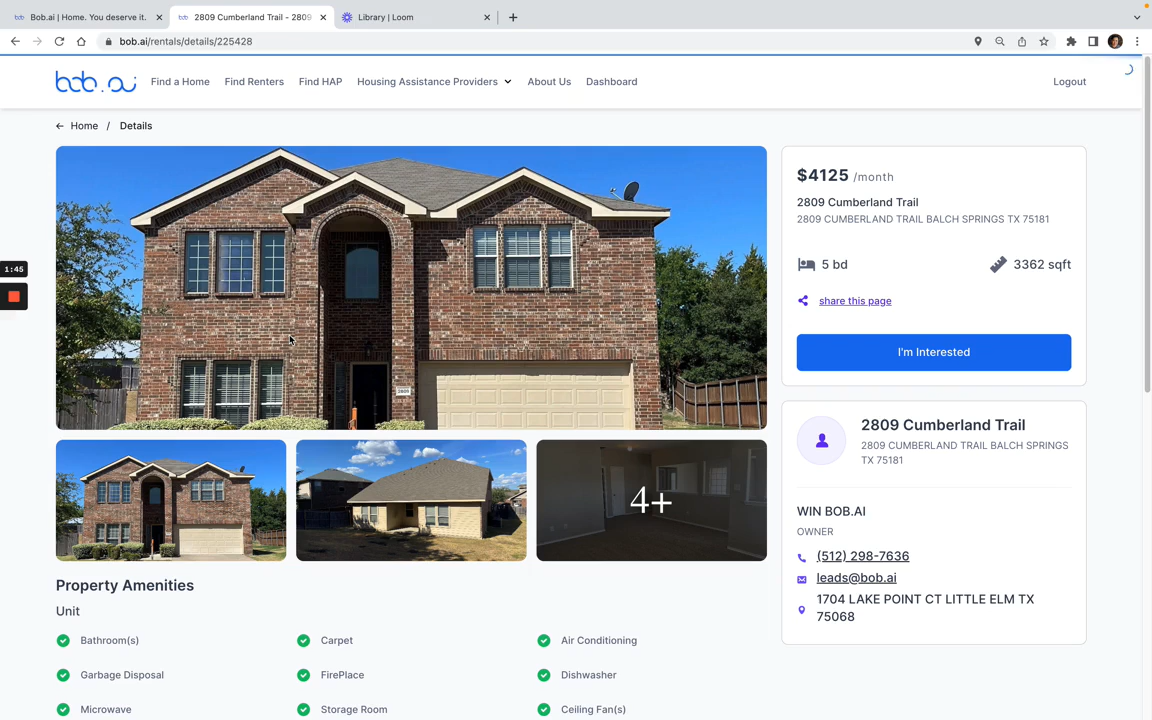 Bob.ai | Home. You deserve it.
2809 Cumberland Trail - 2809
Library | Loom
bob.ai/rentals/details/225428
bob.ai
Find a Home
Find Renters
Find HAP
Housing Assistance Providers
About Us
Dashboard
Logout
← Home / Details
$4125 /month
2809 Cumberland Trail
2809 CUMBERLAND TRAIL BALCH SPRINGS TX 75181
5 bd
3362 sqft
share this page
I'm Interested
1:45
2809
4+
2809 Cumberland Trail
2809 CUMBERLAND TRAIL BALCH SPRINGS
TX 75181
WIN BOB.AI
OWNER
(512) 298-7636
leads@bob.ai
1704 LAKE POINT CT LITTLE ELM TX
75068
Property Amenities
Unit
Bathroom(s)
Carpet
Air Conditioning
Garbage Disposal
FirePlace
Dishwasher
Microwave
Storage Room
Ceiling Fan(s)